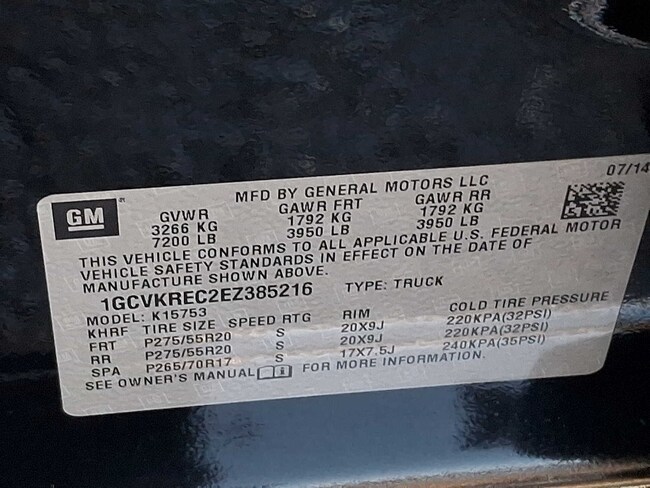 07/14
MFD BY GENERAL MOTORS LLC
GM
GVWR GAWR FRT GAWR RR
3266 KG 1792 KG 1792 KG
7200 LB 3950 LB 3950 LB
THIS VEHICLE CONFORMS TO ALL APPLICABLE U.S. FEDERAL MOTOR
VEHICLE SAFETY STANDARDS IN EFFECT ON THE DATE OF
MANUFACTURE SHOWN ABOVE.
1GCVKREC2EZ385216 TYPE: TRUCK
MODEL: K15753
KHRF TIRE SIZE SPEED RTG RIM COLD TIRE PRESSURE
FRT P275/55R20 S 20X9J 220KPA(32PSI)
RR P275/55R20 S 20X9J 220KPA(32PSI)
SPA P265/70R17 S 17X7.5J 240KPA(35PSI)
SEE OWNER'S MANUAL FOR MORE INFORMATION.